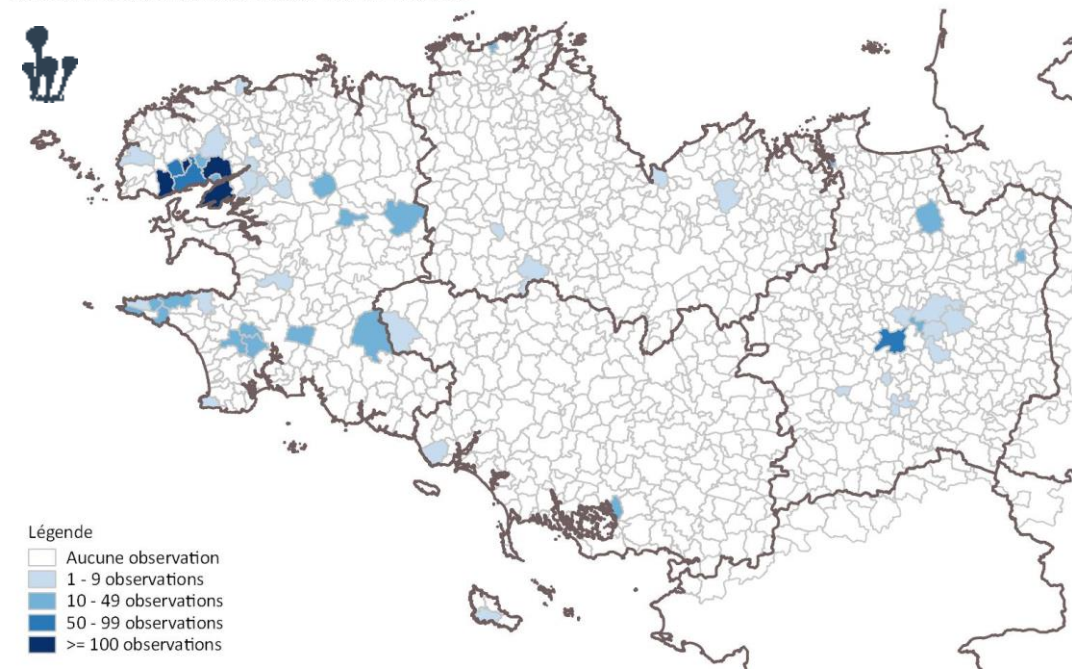 Légende
Aucune observation
1 - 9 observations
10 - 49 observations
50 - 99 observations
>= 100 observations